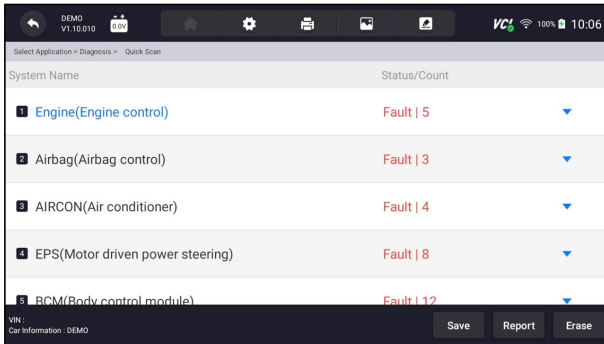 DEMO
V1.10.010
0.0V
VCI
100%
10:06
Select Application > Diagnosis > Quick Scan
System Name Status/Count
1 Engine(Engine control) Fault | 5
2 Airbag(Airbag control) Fault | 3
3 AIRCON(Air conditioner) Fault | 4
4 EPS(Motor driven power steering) Fault | 8
5 BCM(Body control module) Fault | 12
VIN :
Car Information : DEMO
Save Report Erase